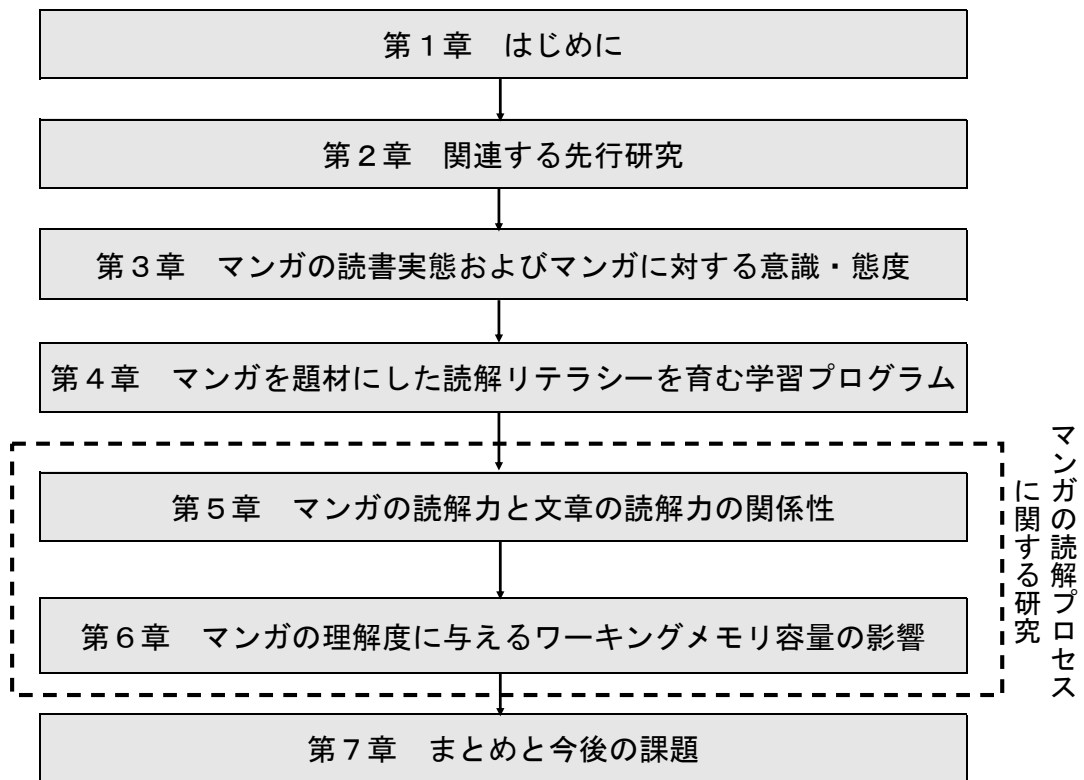 第１章　はじめに
第２章　関連する先行研究
第３章　マンガの読書実態およびマンガに対する意識・態度
第４章　マンガを題材にした読解リテラシーを育む学習プログラム
第５章　マンガの読解力と文章の読解力の関係性
第６章　マンガの理解度に与えるワーキングメモリ容量の影響
マンガの読解プロセス
に関する研究
第７章　まとめと今後の課題